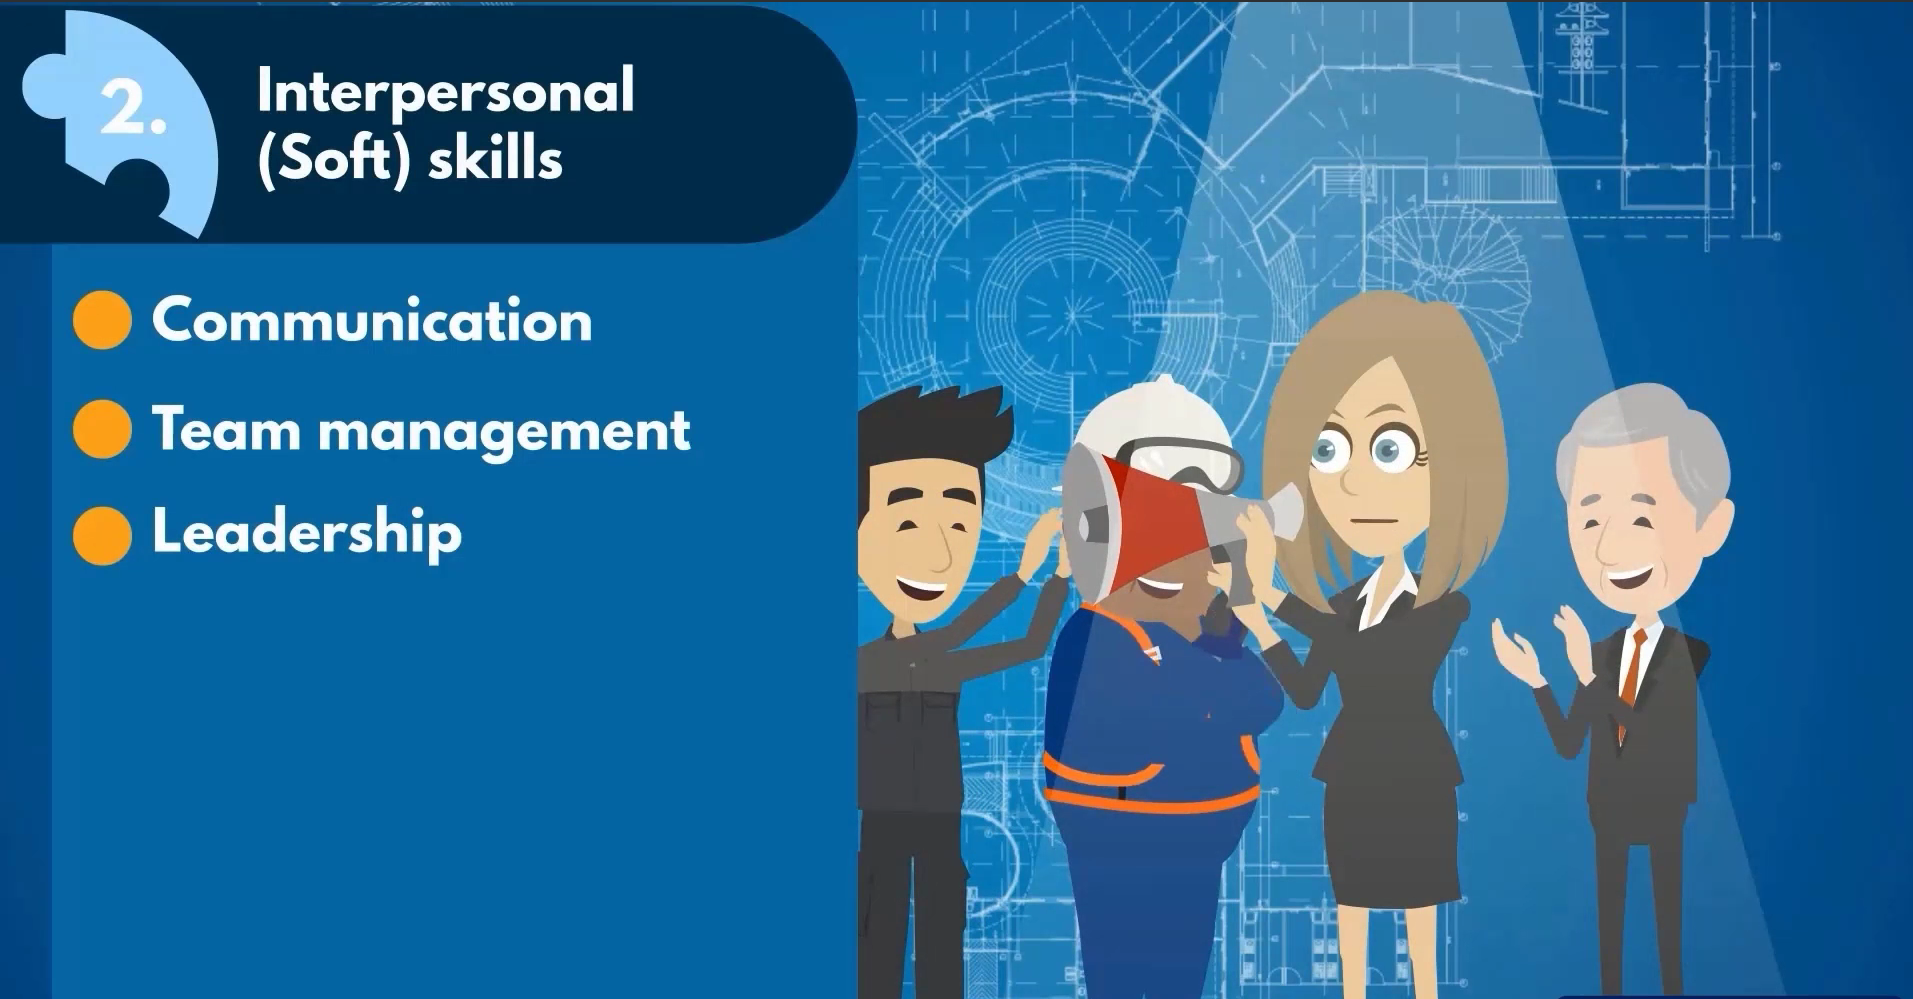 2.
Interpersonal
(Soft) skills
Communication
Team management
Leadership